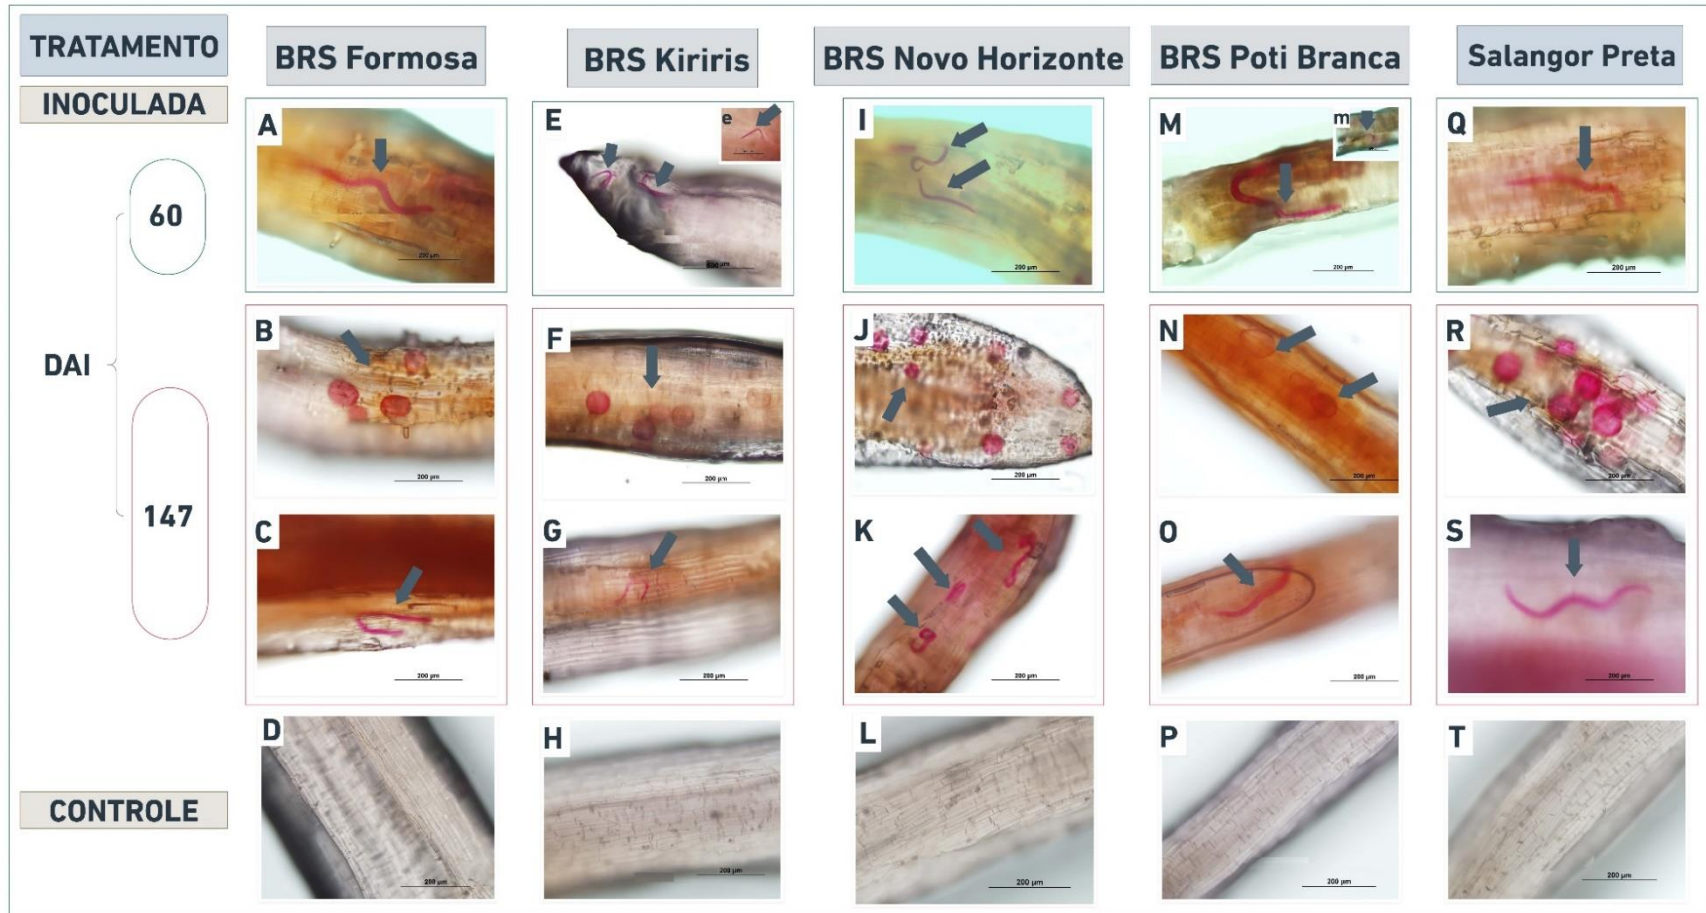 TRATAMENTO
BRS Formosa
BRS Kiriris
BRS Novo Horizonte
BRS Poti Branca
Salangor Preta
INOCULADA
A
E
e
I
M
m
Q
60
200 µm
200 µm
200 µm
200 µm
DAI
B
F
J
N
R
200 µm
200 µm
200 µm
200 µm
200 µm
147
C
G
K
O
S
200 µm
200 µm
200 µm
200 µm
200 µm
D
H
L
P
T
CONTROLE
200 µm
200 µm
200 µm
200 µm
200 µm